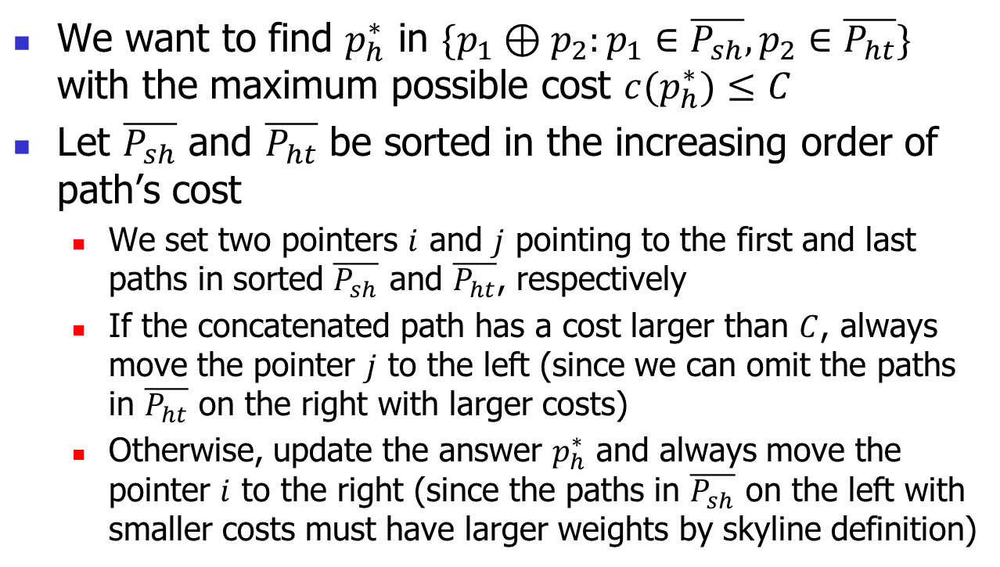 We want to find $p_h^*$ in $\{p_1 \oplus p_2: p_1 \in \overline{P_{sh}}, p_2 \in \overline{P_{ht}}\}$
with the maximum possible cost $c(p_h^*) \leq C$
Let $\overline{P_{sh}}$ and $\overline{P_{ht}}$ be sorted in the increasing order of
path's cost
We set two pointers $i$ and $j$ pointing to the first and last
paths in sorted $\overline{P_{sh}}$ and $\overline{P_{ht}}$, respectively
If the concatenated path has a cost larger than $C$, always
move the pointer $j$ to the left (since we can omit the paths
in $\overline{P_{ht}}$ on the right with larger costs)
Otherwise, update the answer $p_h^*$ and always move the
pointer $i$ to the right (since the paths in $\overline{P_{sh}}$ on the left with
smaller costs must have larger weights by skyline definition)